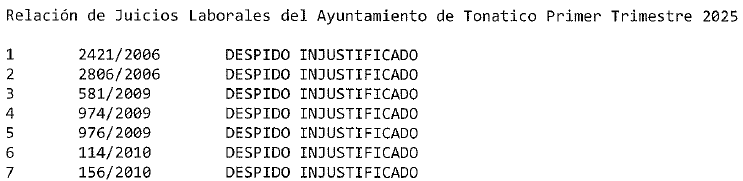 Relación de Juicios Laborales del Ayuntamiento de Tonatico Primer Trimestre 2025
1 2421/2006 DESPIDO INJUSTIFICADO
2 2806/2006 DESPIDO INJUSTIFICADO
3 581/2009 DESPIDO INJUSTIFICADO
4 974/2009 DESPIDO INJUSTIFICADO
5 976/2009 DESPIDO INJUSTIFICADO
6 114/2010 DESPIDO INJUSTIFICADO
7 156/2010 DESPIDO INJUSTIFICADO